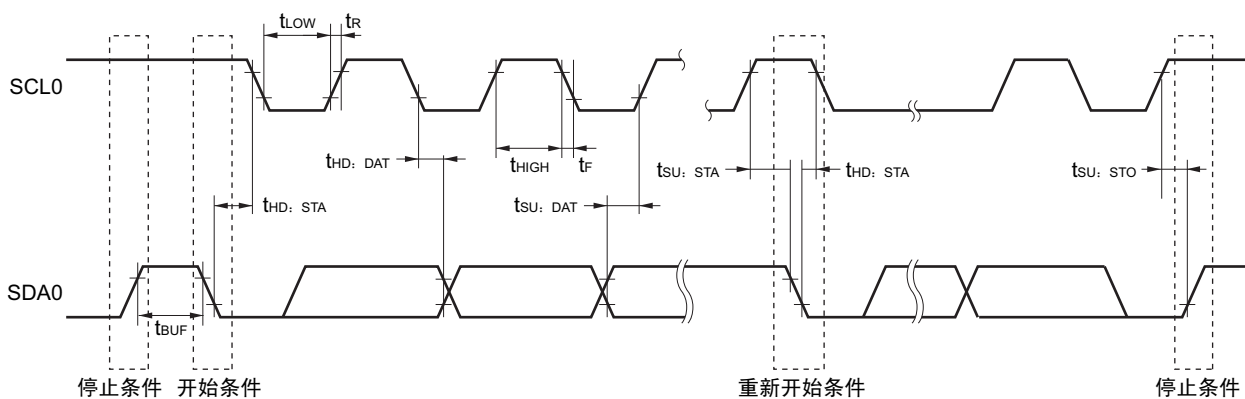 tLOW
tR
SCL0
tHD: DAT
tHIGH
tF
tSU: STA
tHD: STA
tSU: STO
tHD: STA
tSU: DAT
SDA0
tBUF
停止条件
开始条件
重新开始条件
停止条件